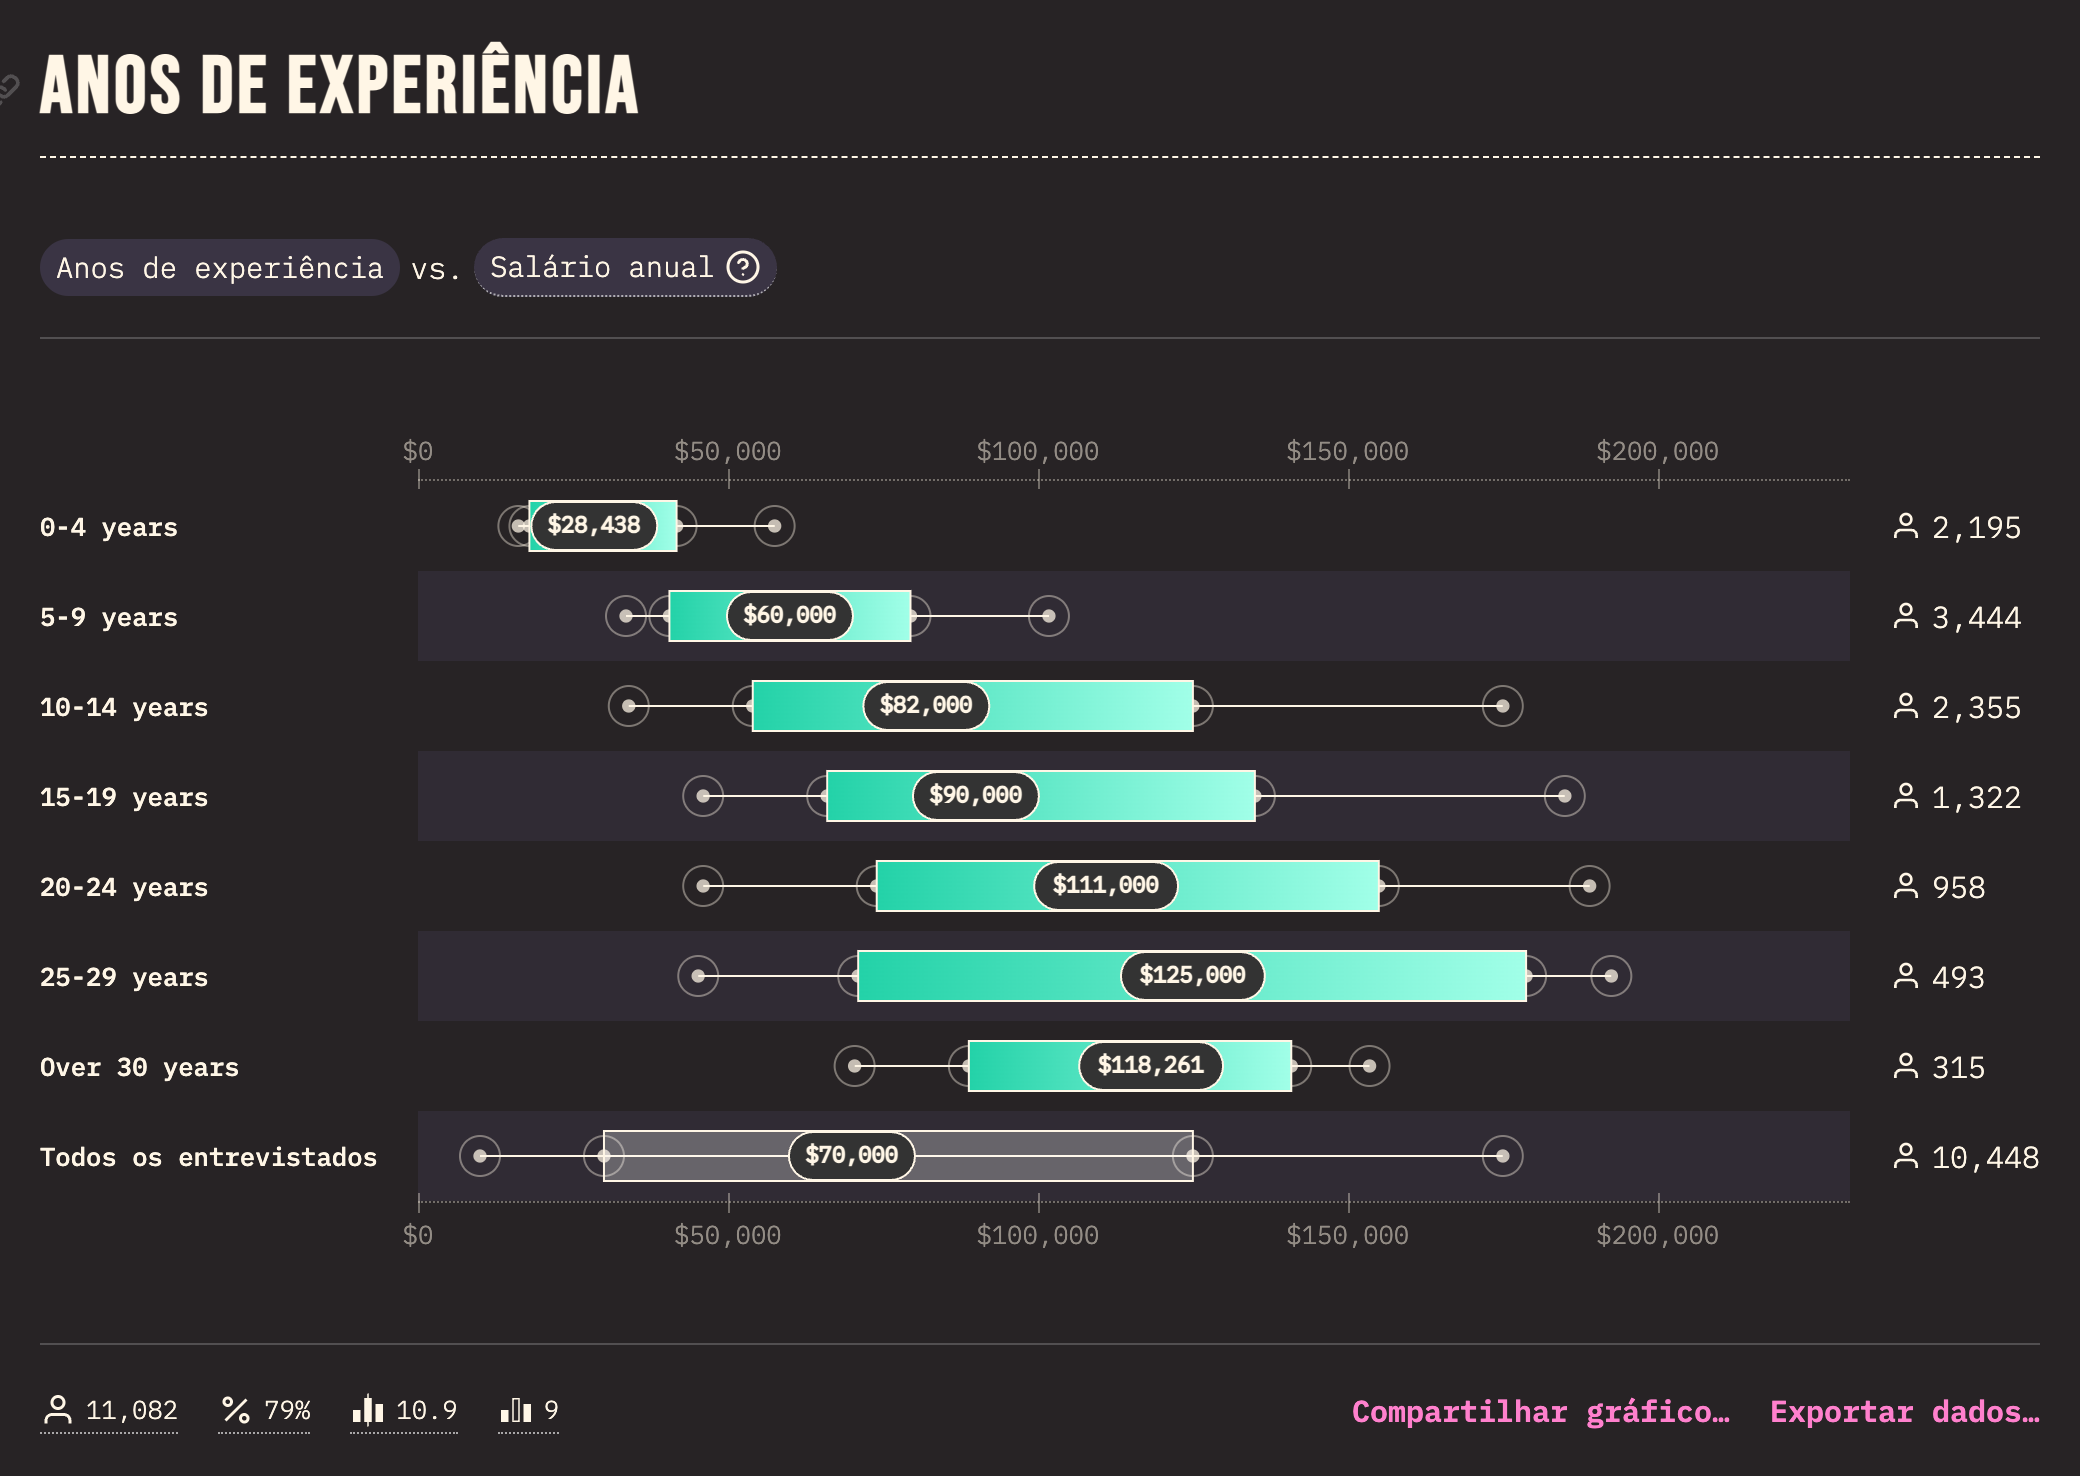 ANOS DE EXPERIÊNCIA
Anos de experiência vs. Salário anual ?
$0 $50,000 $100,000 $150,000 $200,000
0-4 years $28,438 2,195
5-9 years $60,000 3,444
10-14 years $82,000 2,355
15-19 years $90,000 1,322
20-24 years $111,000 958
25-29 years $125,000 493
Over 30 years $118,261 315
Todos os entrevistados $70,000 10,448
$0 $50,000 $100,000 $150,000 $200,000
11,082 79% 10.9 9 Compartilhar gráfico… Exportar dados…